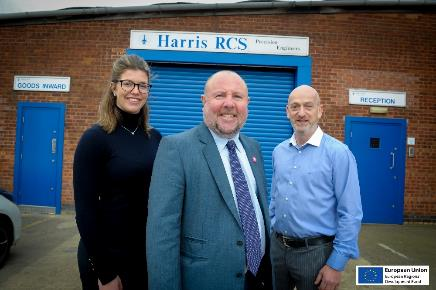 Harris RCS Precision Engineers
GOODS INWARD
RECEPTION
European Union
European Regional
Development Fund